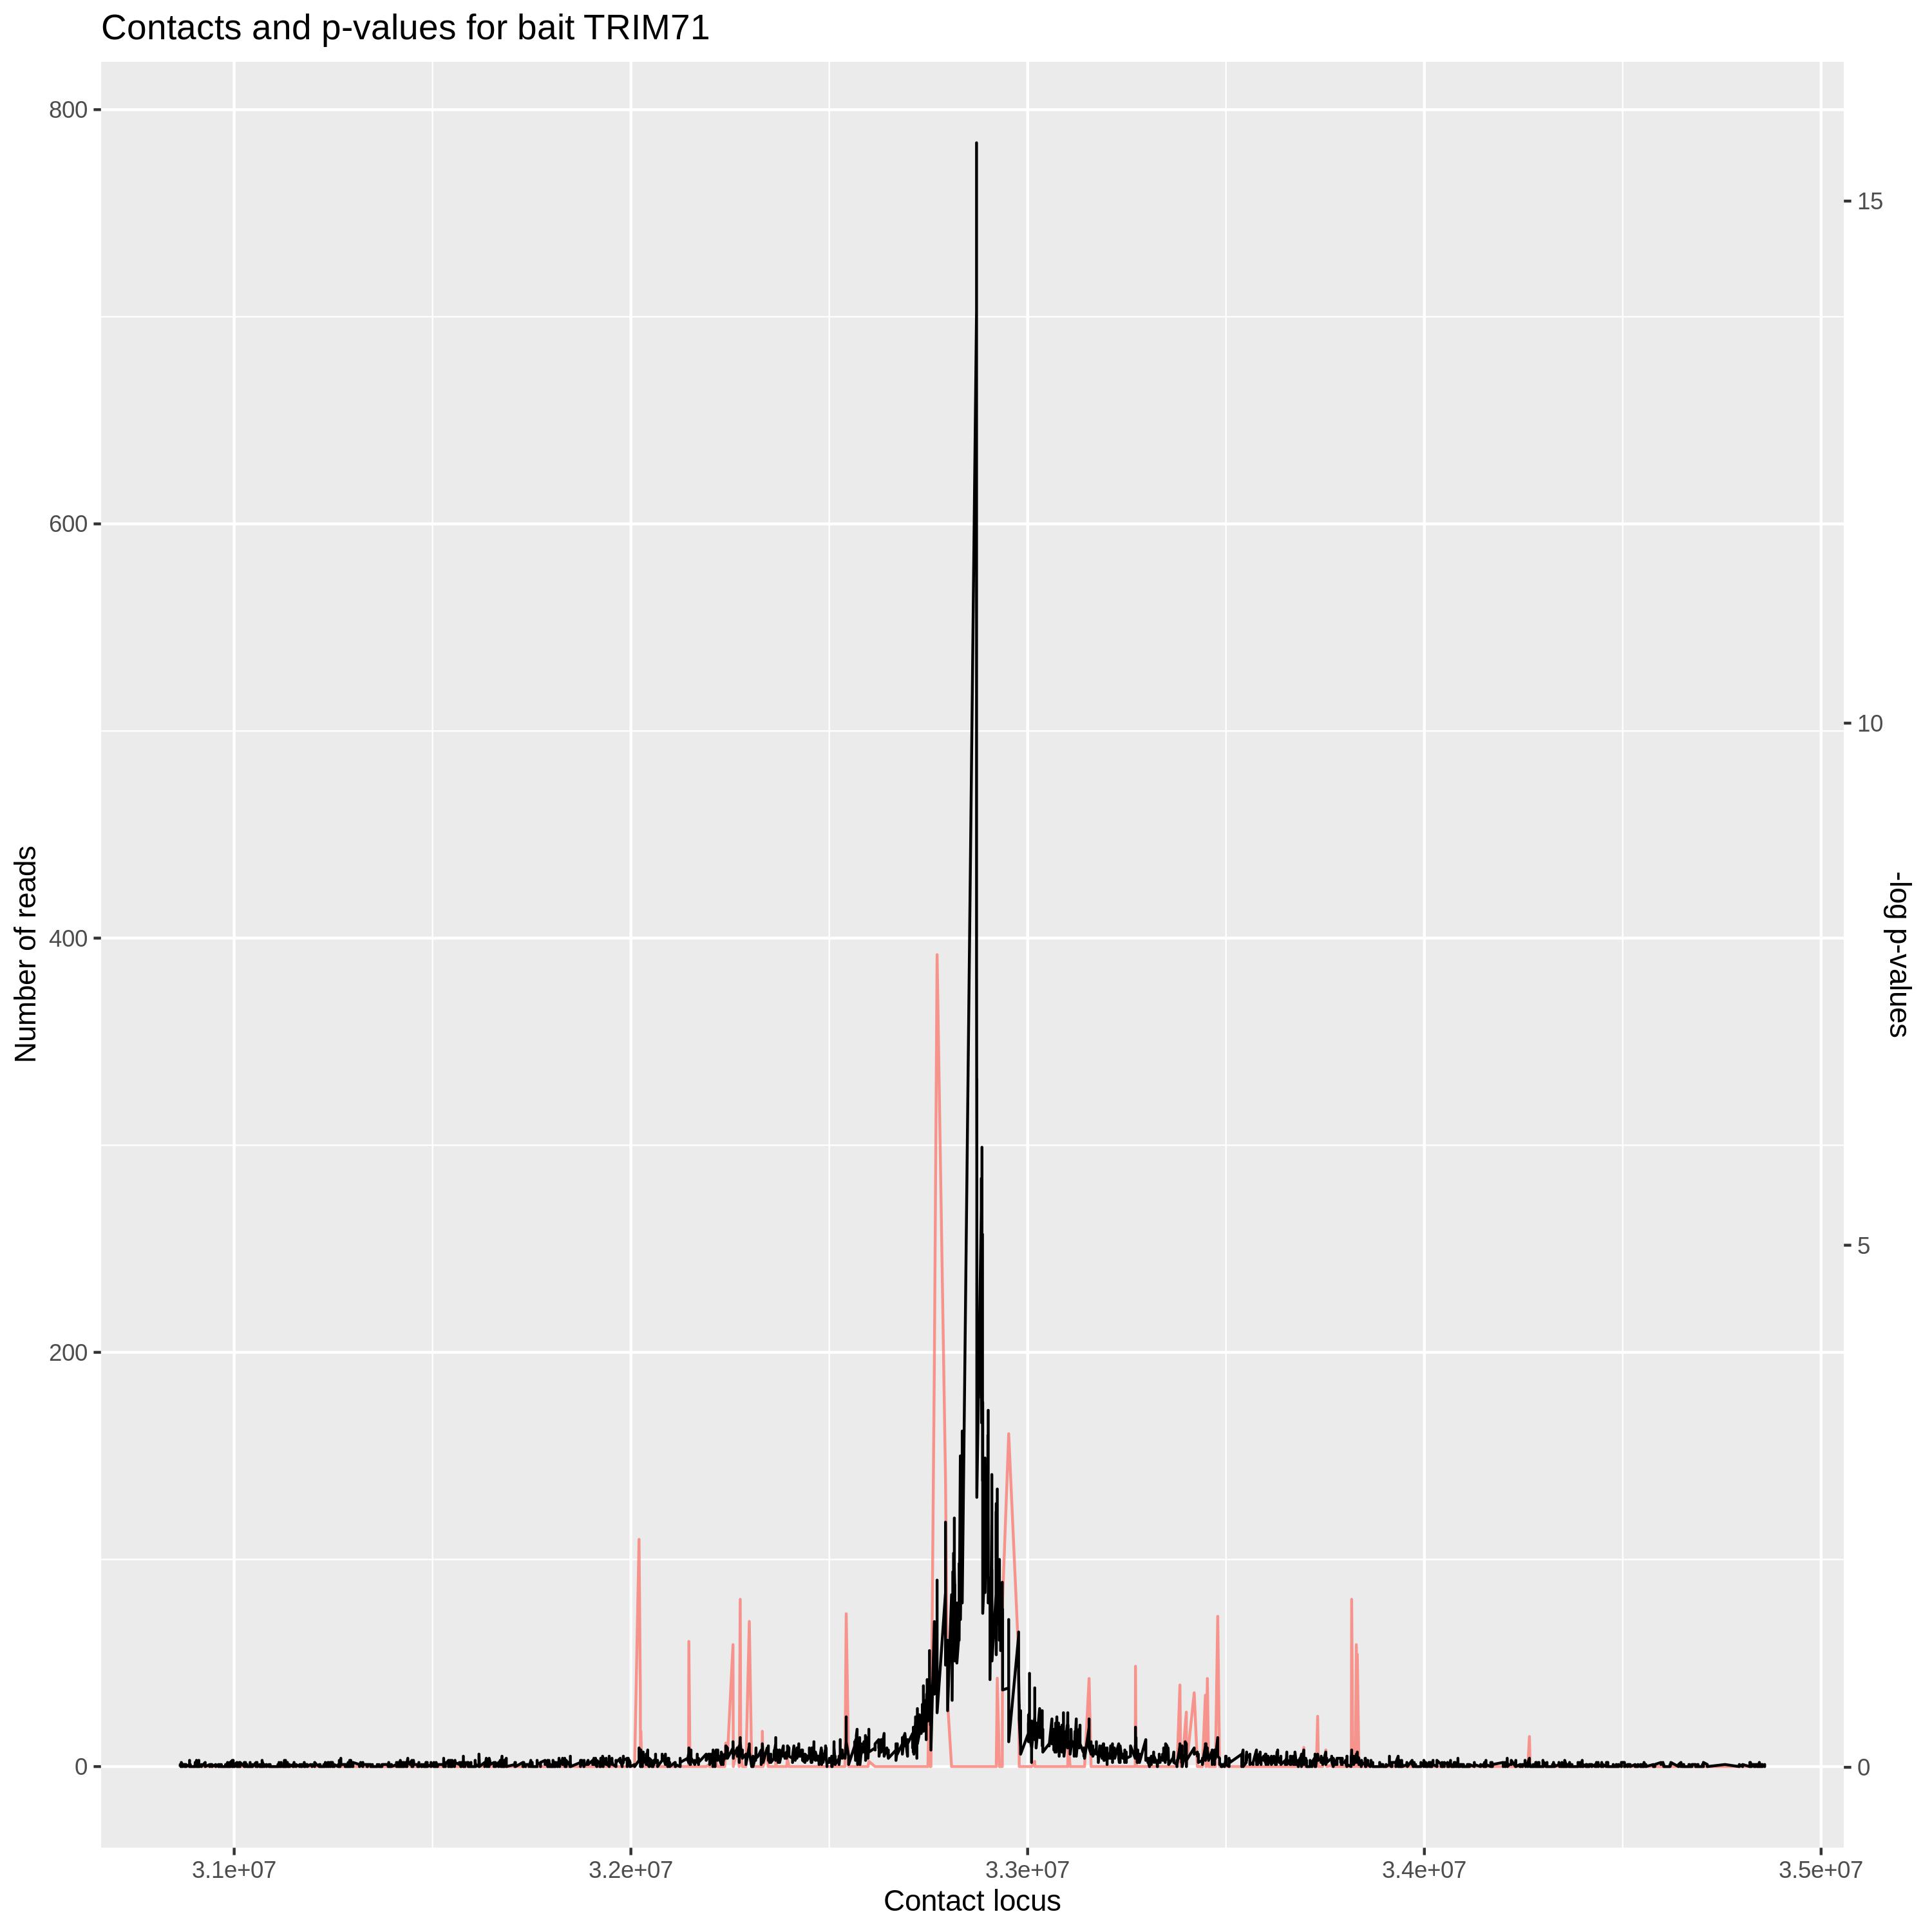 Contacts and p-values for bait TRIM71
800
600
400
200
0
15
10
5
0
Number of reads
-log p-values
3.1e+07
3.2e+07
3.3e+07
3.4e+07
3.5e+07
Contact locus